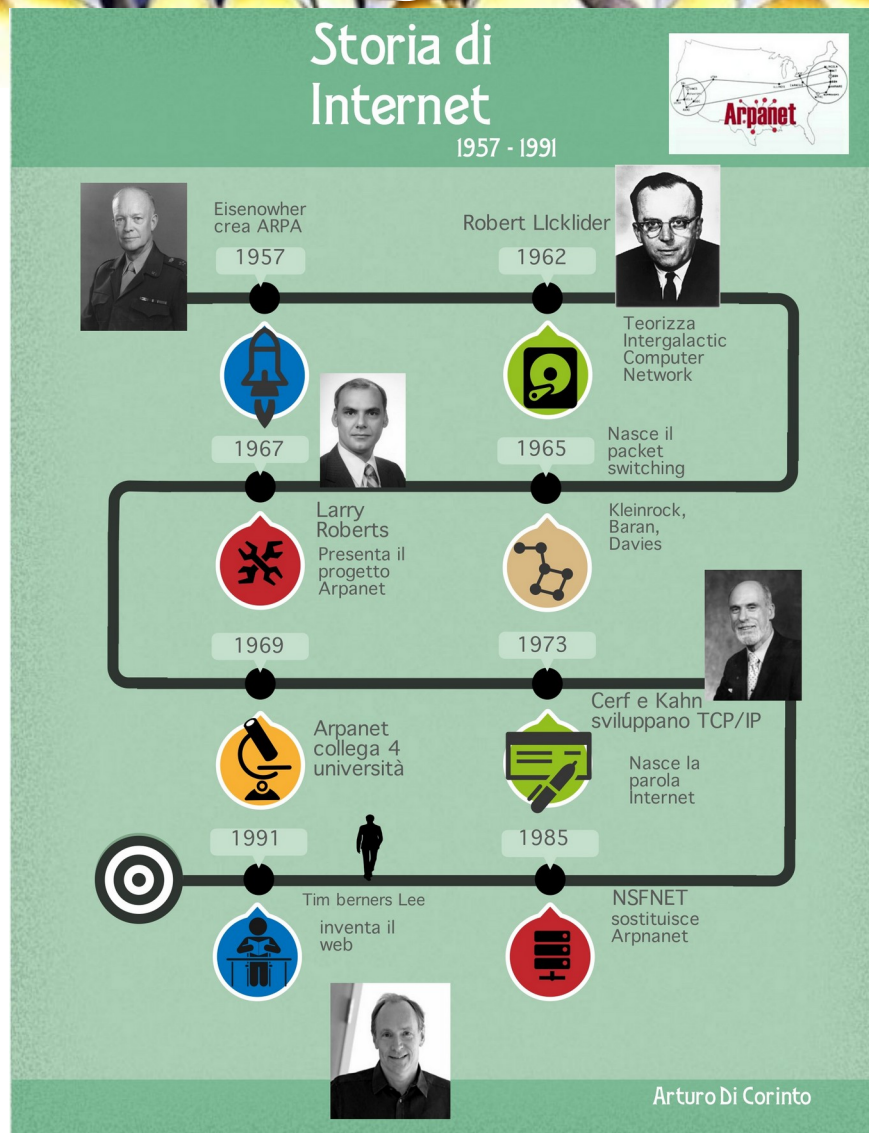 Storia di
Internet
1957 - 1991
Arpanet
Eisenowher
crea ARPA
1957
Robert LIcklider
1962
Teorizza
Intergalactic
Computer
Network
Nasce il
packet
switching
1965
Kleinrock,
Baran,
Davies
1967
Larry
Roberts
Presenta il
progetto
Arpanet
1969
Arpanet
collega 4
università
1973
Cerf e Kahn
sviluppano TCP/IP
Nasce la
parola
Internet
1985
NSFNET
sostituisce
Arpnanet
1991
Tim berners Lee
inventa il
web
Arturo Di Corinto